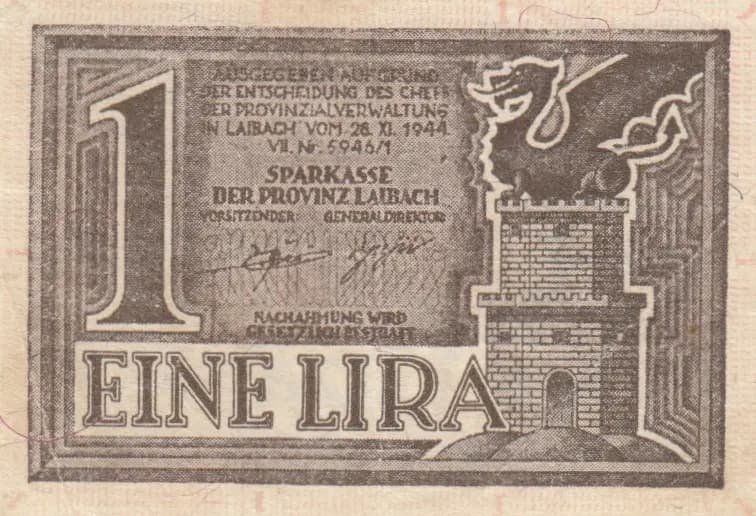 1
AUSGEGEBEN AUFGRUND
DER ENTSCHEIDUNG DES CHEFS
DER PROVINZIALVERWALTUNG
IN LAIBACH VOM 28. XI. 1944
VII. Nr. 5946/1
SPARKASSE
DER PROVINZ LAIBACH
VORSITZENDER GENERALDIREKTOR
NACHAHMUNG WIRD
GESETZLICH BESTRAFT
EINE LIRA